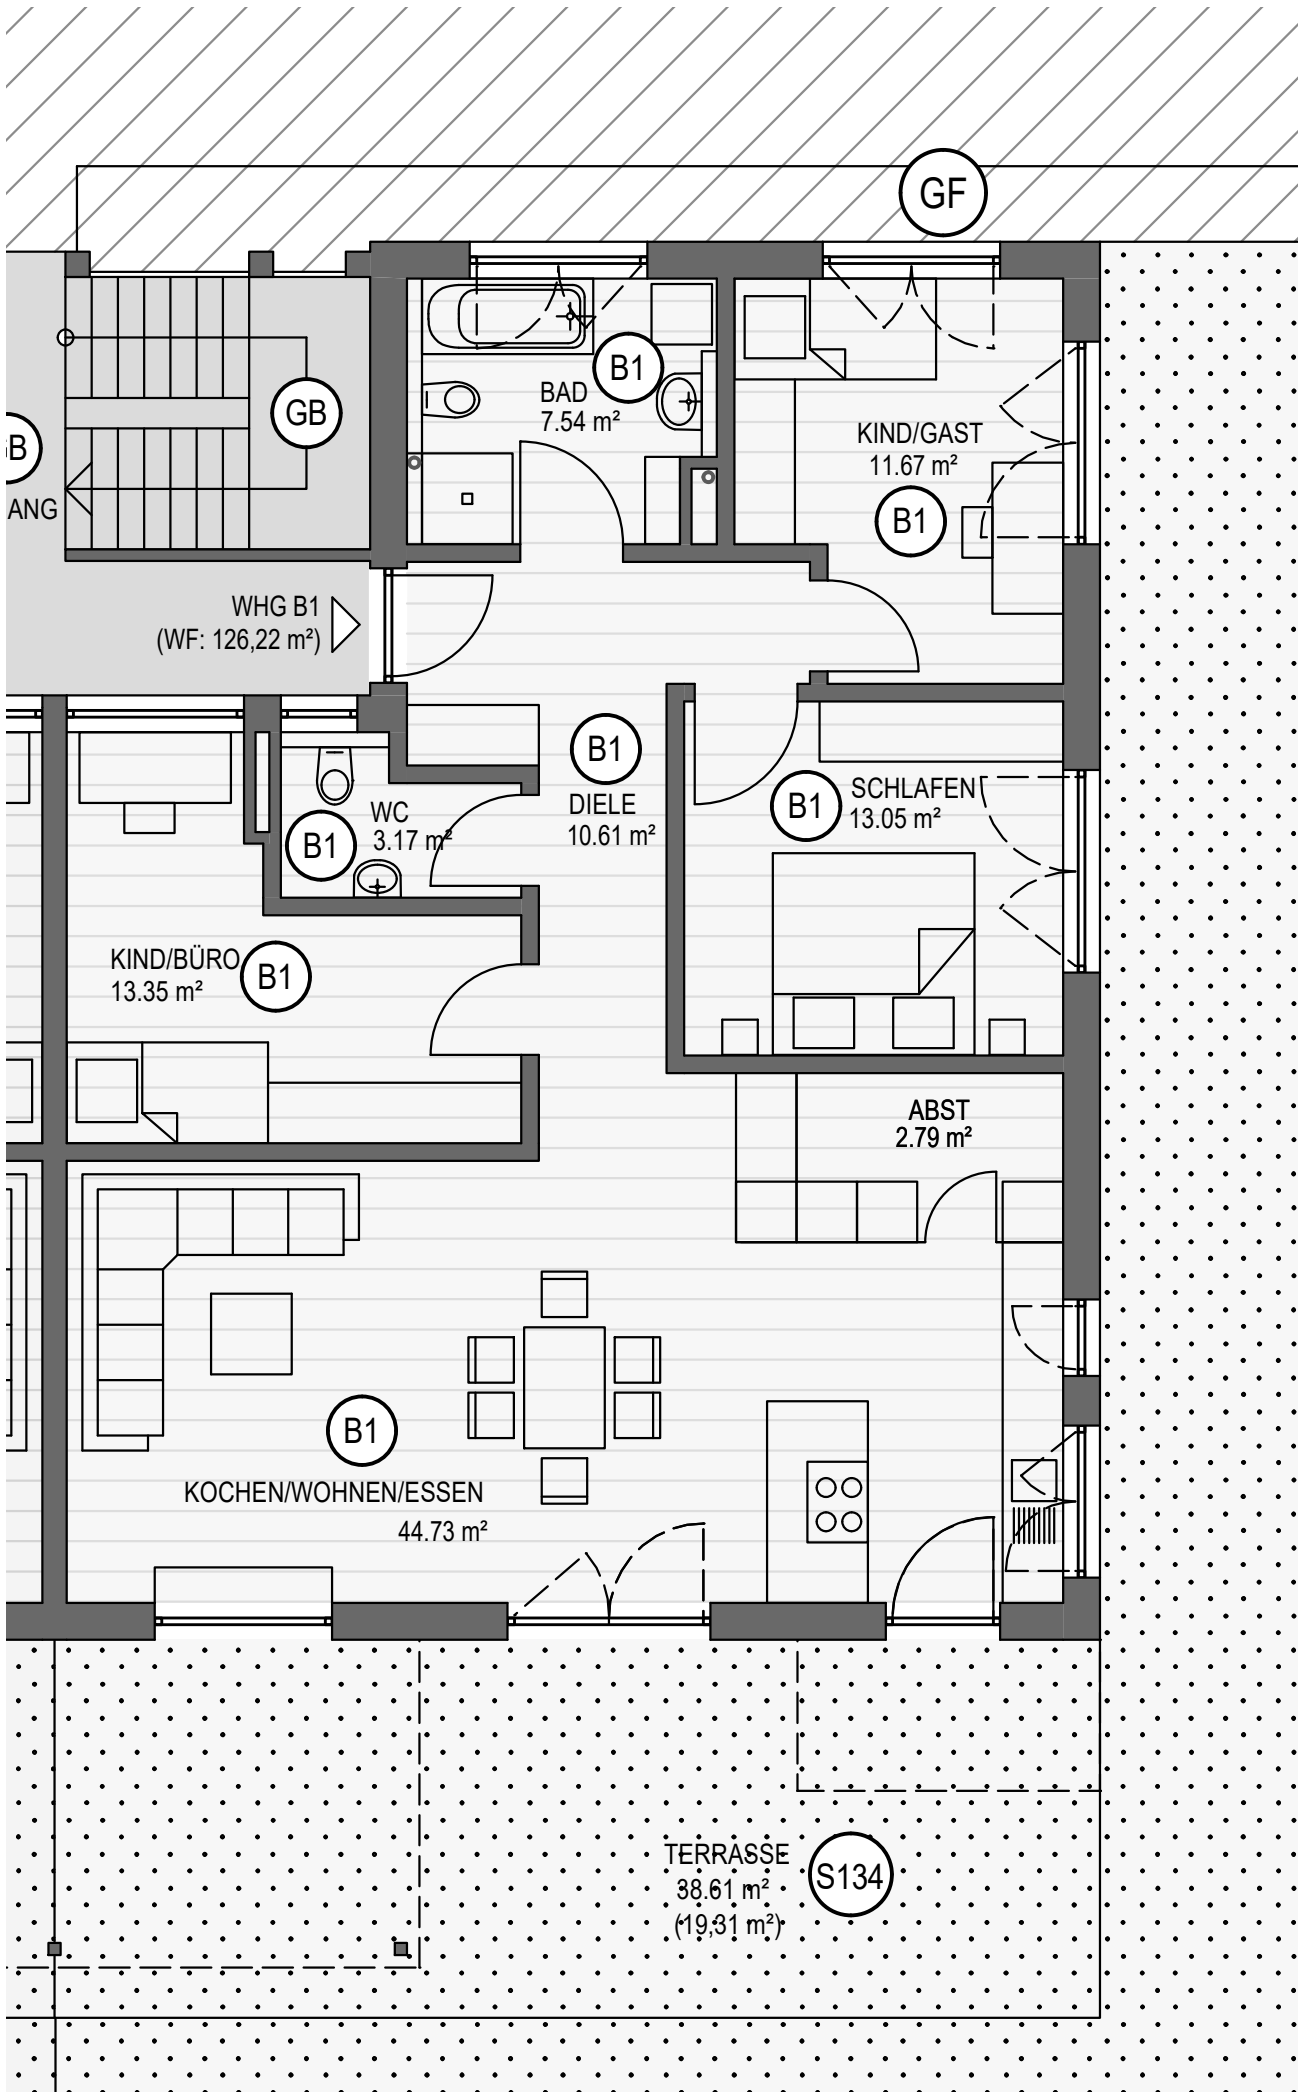 GF
GB
B
ANG
B1
BAD
7.54 m²
KIND/GAST
11.67 m²
B1
WHG B1
(WF: 126,22 m²)
B1
DIELE
10.61 m²
WC
3.17 m²
B1
B1
SCHLAFEN
13.05 m²
KIND/BÜRO
13.35 m²
B1
ABST
2.79 m²
B1
KOCHEN/WOHNEN/ESSEN
44.73 m²
TERRASSE
38.61 m²
(19,31 m²)
S134